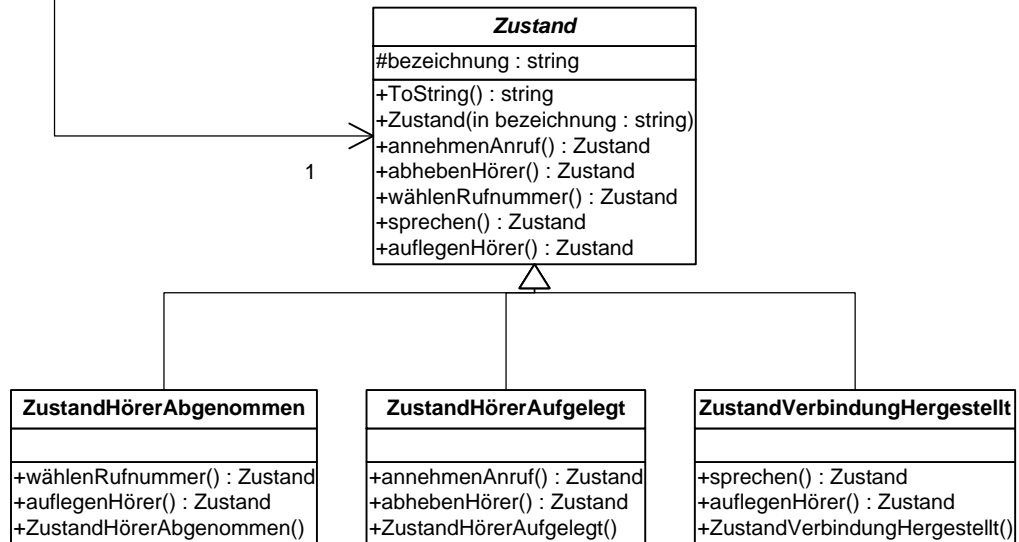 Zustand
#bezeichnung : string
+ToString() : string
+Zustand(in bezeichnung : string)
+annehmenAnruf() : Zustand
+abhebenHörer() : Zustand
+wählenRufnummer() : Zustand
+sprechen() : Zustand
+auflegenHörer() : Zustand
1
ZustandHörerAbgenommen
+wählenRufnummer() : Zustand
+auflegenHörer() : Zustand
+ZustandHörerAbgenommen()
ZustandHörerAufgelegt
+annehmenAnruf() : Zustand
+abhebenHörer() : Zustand
+ZustandHörerAufgelegt()
ZustandVerbindungHergestellt
+sprechen() : Zustand
+auflegenHörer() : Zustand
+ZustandVerbindungHergestellt()